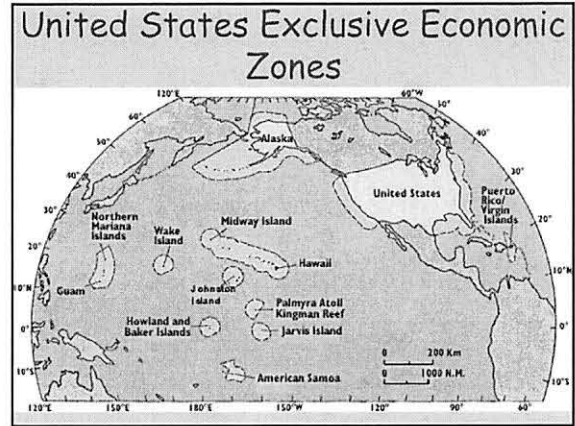 United States Exclusive Economic
Zones
120°E
60°W
60°
50°
40°
30°
20°
10°N
0°
10°S
50°
40°
30°
20°
10°N
0°
10°S
Alaska
United States
Puerto
Rico/
Virgin
Islands
Northern
Mariana
Islands
Wake
Island
Midway Island
Hawaii
Guam
Johnston
Island
Palmyra Atoll
Kingman Reef
Howland and
Baker Islands
Jarvis Island
American Samoa
0 200 Km
0 1000 N.M.
120°E 150°E 180°E 150°W 120°W 90° 60°